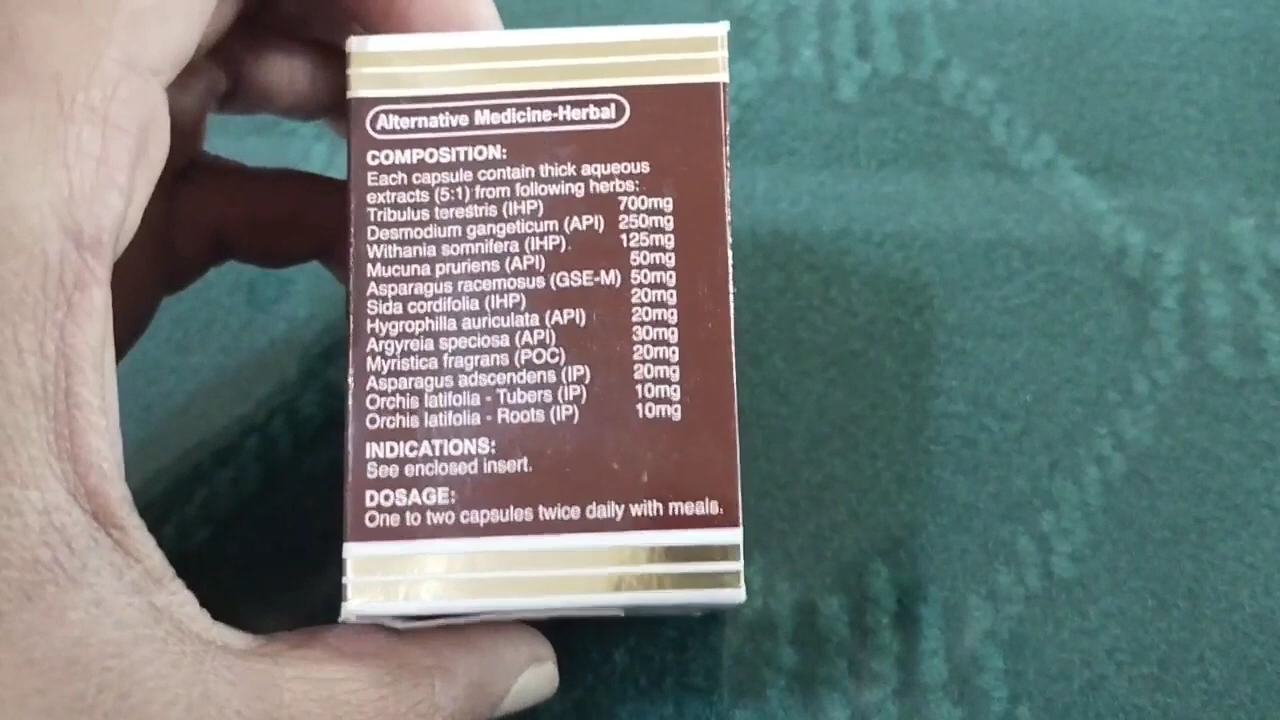 Alternative Medicine-Herbal
COMPOSITION:
Each capsule contain thick aqueous
extracts (5:1) from following herbs:
Tribulus terestris (IHP) 700mg
Desmodium gangeticum (API) 250mg
Withania somnifera (IHP). 125mg
Mucuna pruriens (API) 50mg
Asparagus racemosus (GSE-M) 50mg
Sida cordifolia (IHP) 20mg
Hygrophilla auriculata (API) 20mg
Argyreia speciosa (API) 30mg
Myristica fragrans (POC) 20mg
Asparagus adscendens (IP) 20mg
Orchis latifolia - Tubers (IP) 10mg
Orchis latifolia - Roots (IP) 10mg
INDICATIONS:
See enclosed insert.
DOSAGE:
One to two capsules twice daily with meals.